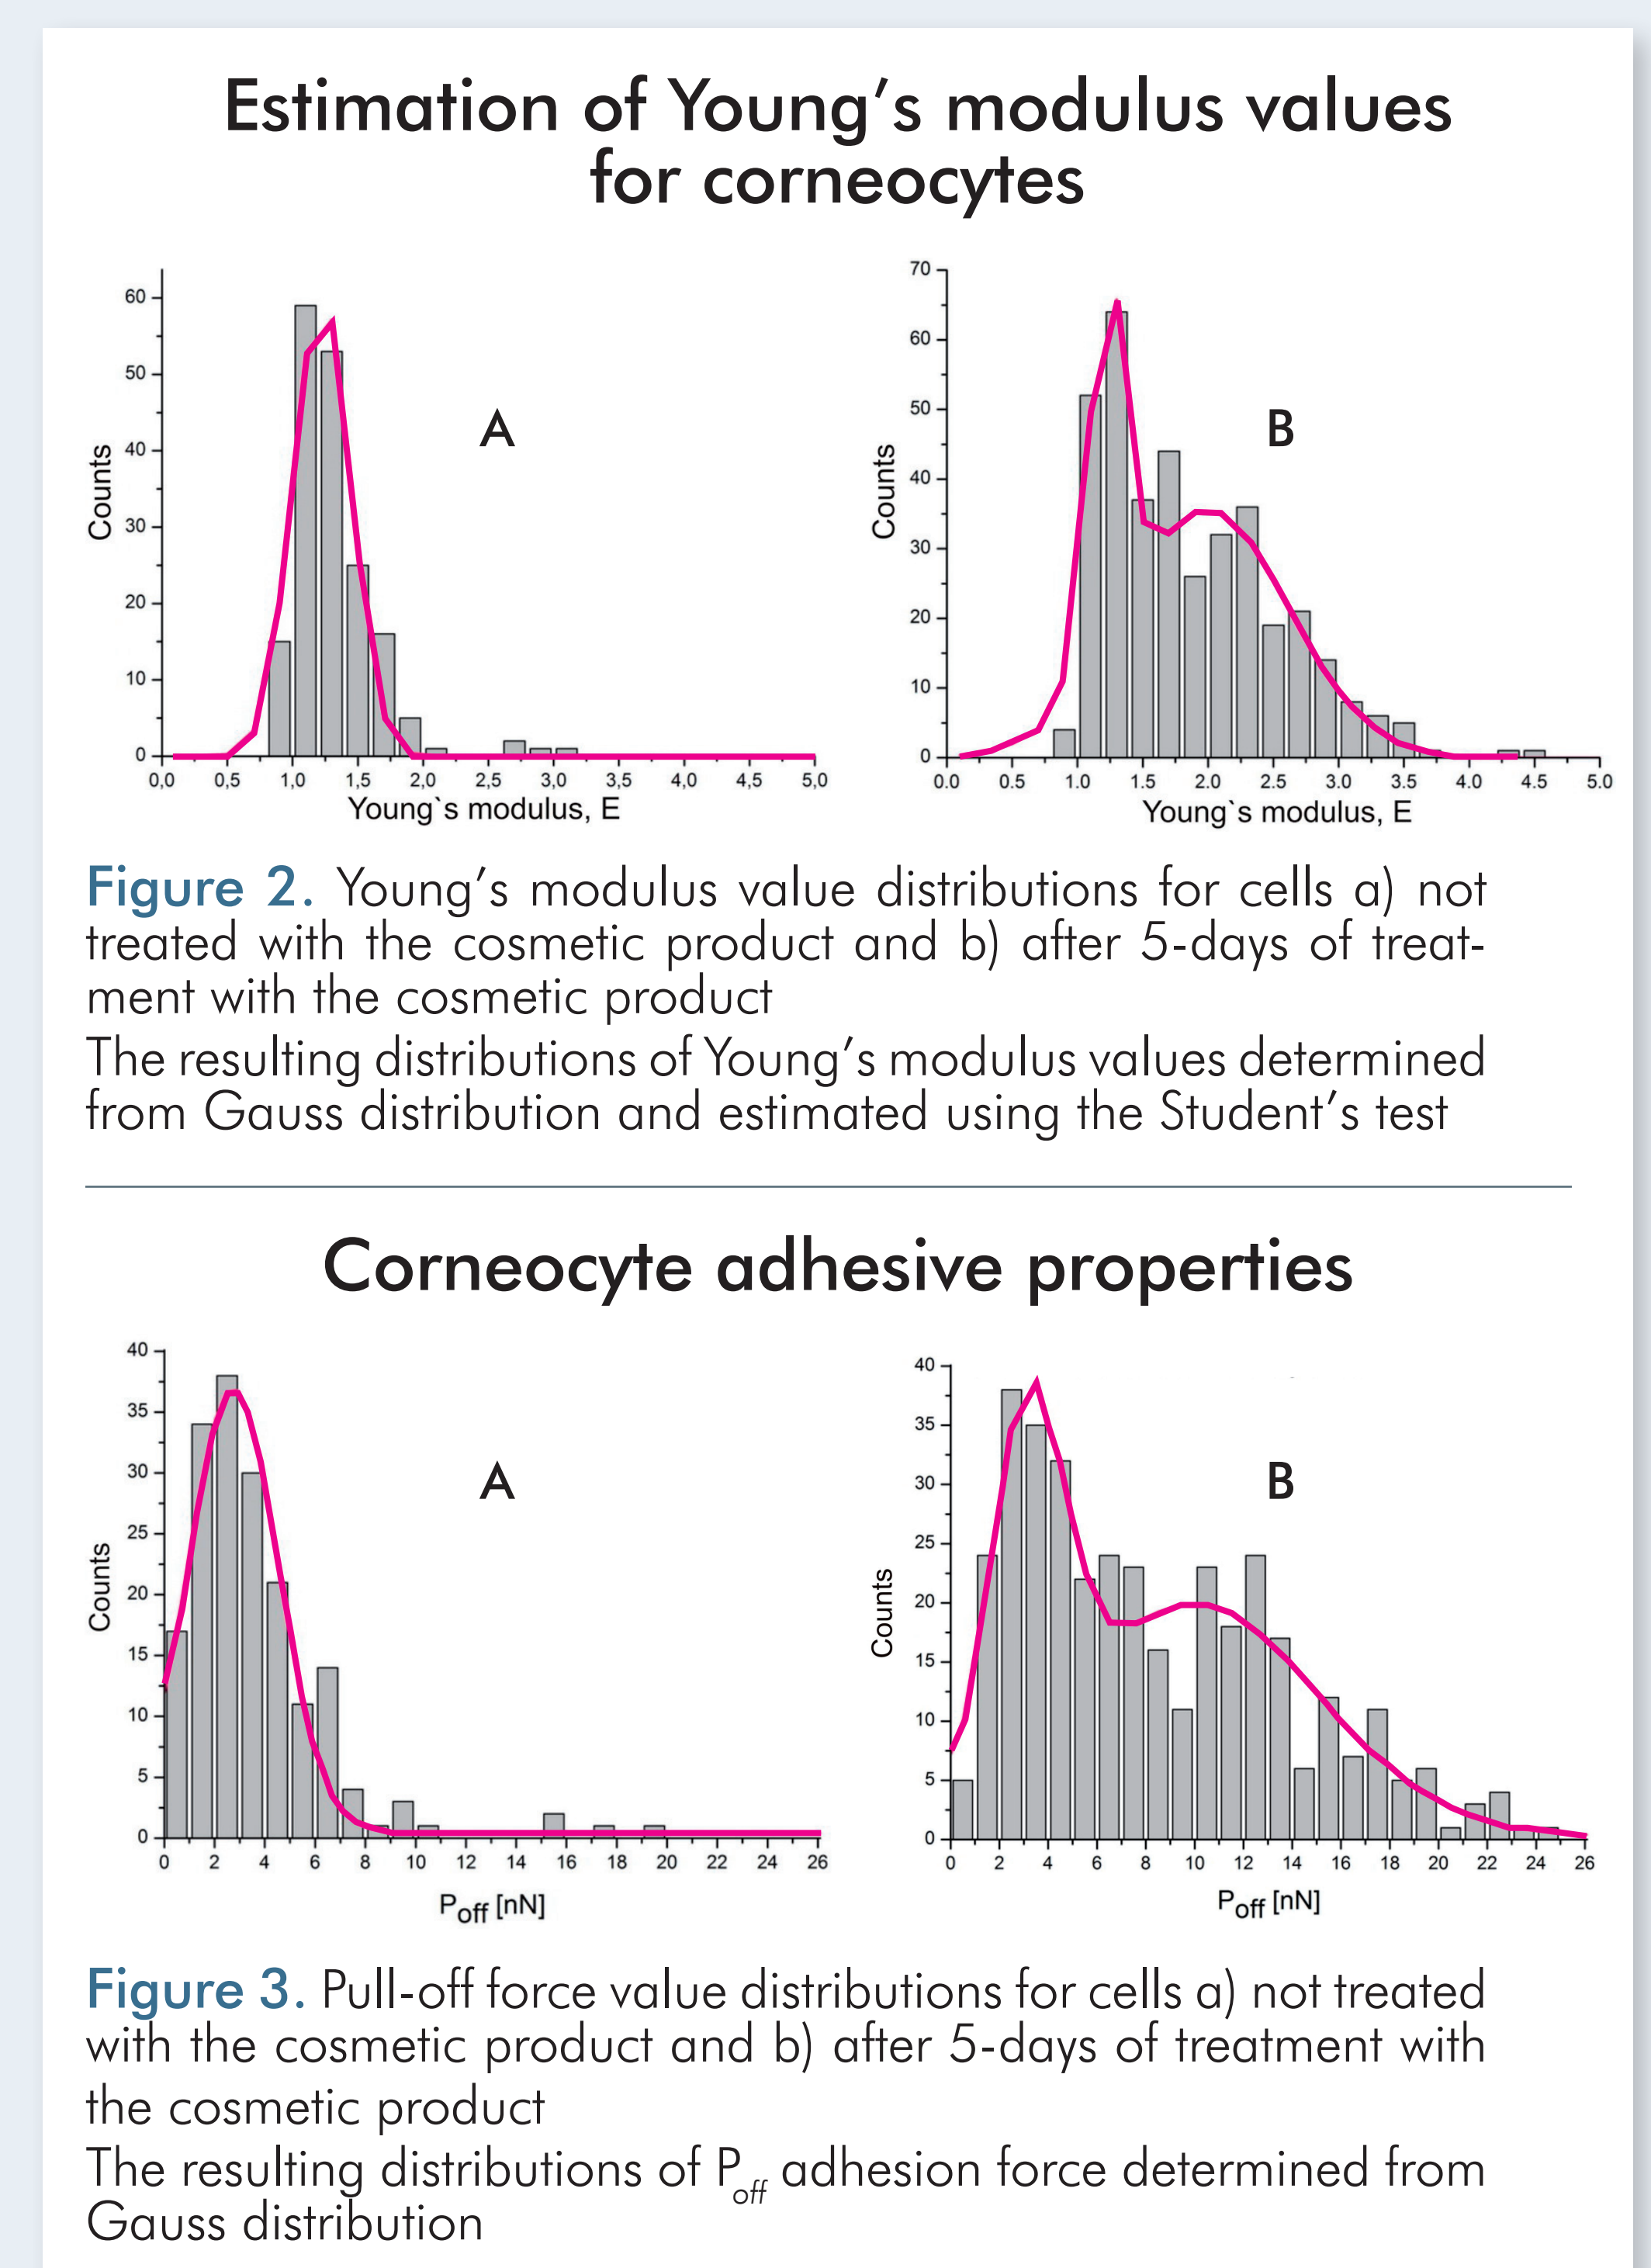 Estimation of Young's modulus values
for corneocytes
60
50
40
30
20
10
0
Counts
A
0,0 0,5 1,0 1,5 2,0 2,5 3,0 3,5 4,0 4,5 5,0
Young`s modulus, E
70
60
50
40
30
20
10
0
Counts
B
0.0 0.5 1.0 1.5 2.0 2.5 3.0 3.5 4.0 4.5 5.0
Young`s modulus, E
Figure 2. Young's modulus value distributions for cells a) not
treated with the cosmetic product and b) after 5-days of treat-
ment with the cosmetic product
The resulting distributions of Young's modulus values determined
from Gauss distribution and estimated using the Student's test
Corneocyte adhesive properties
40
35
30
25
20
15
10
5
0
Counts
A
0 2 4 6 8 10 12 14 16 18 20 22 24 26
Poff [nN]
40
35
30
25
20
15
10
5
0
Counts
B
0 2 4 6 8 10 12 14 16 18 20 22 24 26
Poff [nN]
Figure 3. Pull-off force value distributions for cells a) not treated
with the cosmetic product and b) after 5-days of treatment with
the cosmetic product
The resulting distributions of Poff adhesion force determined from
Gauss distribution